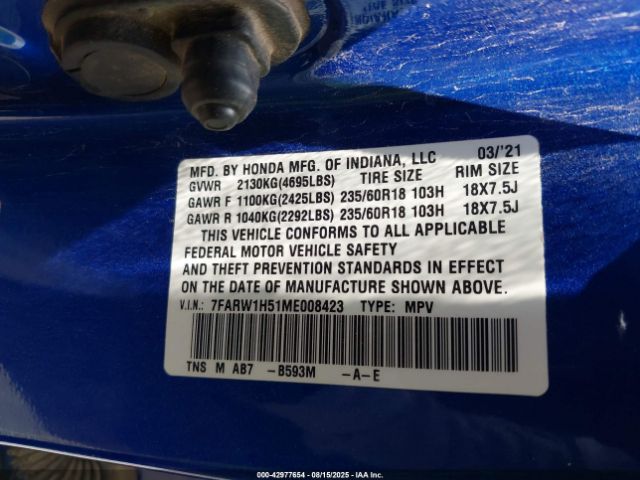 MFD. BY HONDA MFG. OF INDIANA, LLC 03/'21
GVWR 2130KG(4695LBS) TIRE SIZE RIM SIZE
GAWR F 1100KG(2425LBS) 235/60R18 103H 18X7.5J
GAWR R 1040KG(2292LBS) 235/60R18 103H 18X7.5J
THIS VEHICLE CONFORMS TO ALL APPLICABLE
FEDERAL MOTOR VEHICLE SAFETY
AND THEFT PREVENTION STANDARDS IN EFFECT
ON THE DATE OF MANUFACTURE SHOWN ABOVE.
V.I.N.: 7FARW1H51ME008423 TYPE: MPV
TNS M AB7 -B593M -A-E
000-42977654 - 08/15/2025 - IAA Inc.